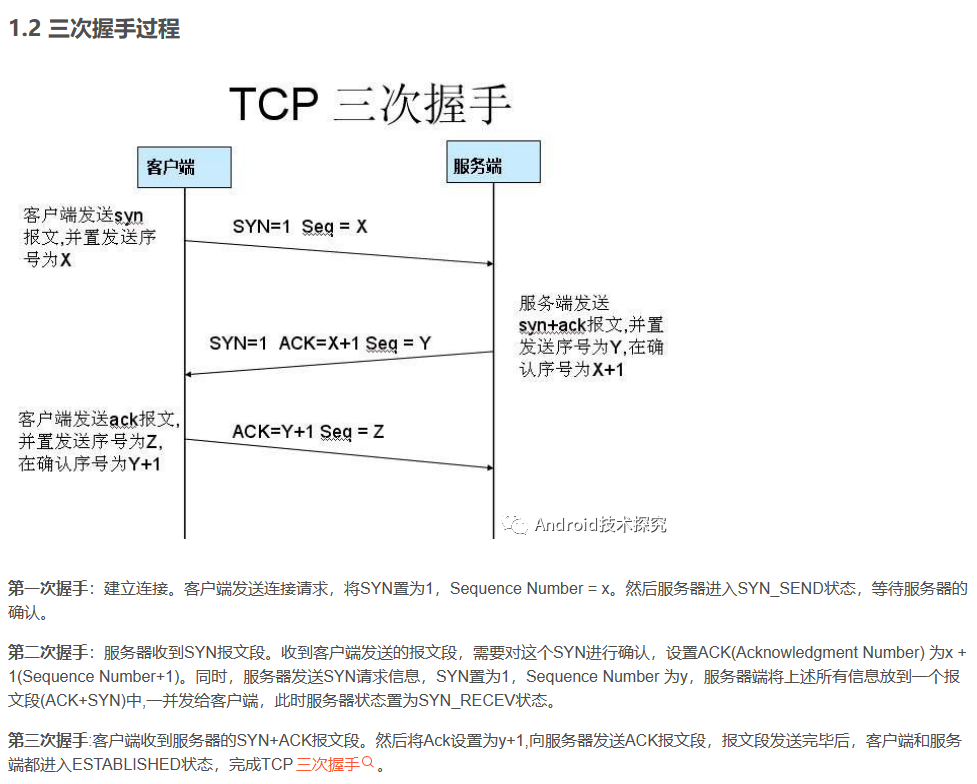 1.2 三次握手过程
TCP 三次握手
客户端
服务端
客户端发送syn
报文,并置发送序
号为X
SYN=1 Seq = X
服务端发送
syn+ack报文,并置
发送序号为Y,在确
认序号为X+1
SYN=1 ACK=X+1 Seq = Y
客户端发送ack报文,
并置发送序号为Z,
在确认序号为Y+1
ACK=Y+1 Seq = Z
Android技术探究
第一次握手：建立连接。客户端发送连接请求，将SYN置为1，Sequence Number = x。然后服务器进入SYN_SEND状态，等待服务器的
确认。
第二次握手：服务器收到SYN报文段。收到客户端发送的报文段，需要对这个SYN进行确认，设置ACK(Acknowledgment Number) 为x +
1(Sequence Number+1)。同时，服务器发送SYN请求信息，SYN置为1，Sequence Number 为y，服务器端将上述所有信息放到一个报
文段(ACK+SYN)中,一并发给客户端，此时服务器状态置为SYN_RECEV状态。
第三次握手:客户端收到服务器的SYN+ACK报文段。然后将Ack设置为y+1,向服务器发送ACK报文段，报文段发送完毕后，客户端和服务
端都进入ESTABLISHED状态，完成TCP 三次握手。